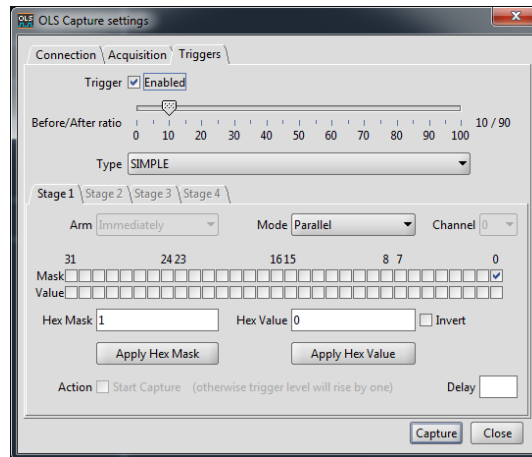 OLS OLS Capture settings
Connection Acquisition Triggers
Trigger Enabled
Before/After ratio 10 / 90
0 10 20 30 40 50 60 70 80 90 100
Type SIMPLE
Stage 1 Stage 2 Stage 3 Stage 4
Arm Immediately Mode Parallel Channel 0
31 24 23 16 15 8 7 0
Mask
Value
Hex Mask 1 Hex Value 0 Invert
Apply Hex Mask Apply Hex Value
Action Start Capture (otherwise trigger level will rise by one) Delay
Capture Close